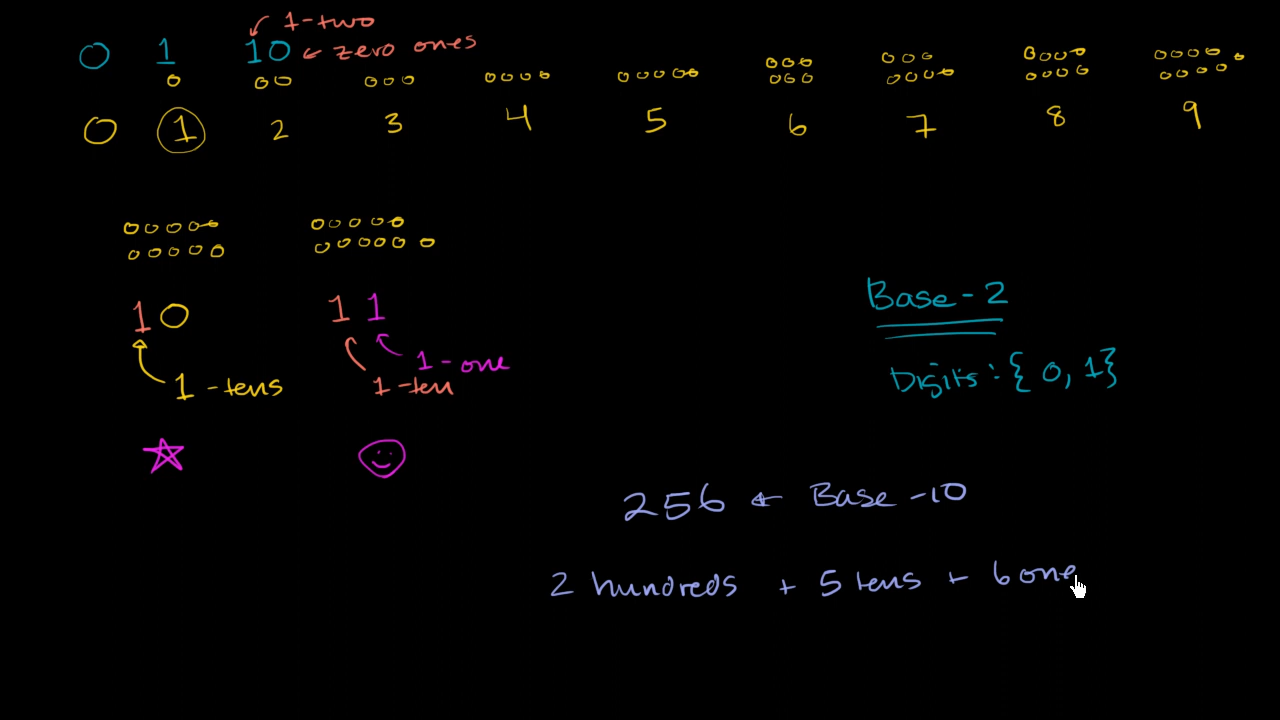 1-two
0 1 10 ← zero ones
0 1 2 3 4 5 6 7 8 9
10 11
1-one
1-tens 1-ten
Base-2
Digits: {0, 1}
256 ← Base-10
2 hundreds + 5 tens + 6 one